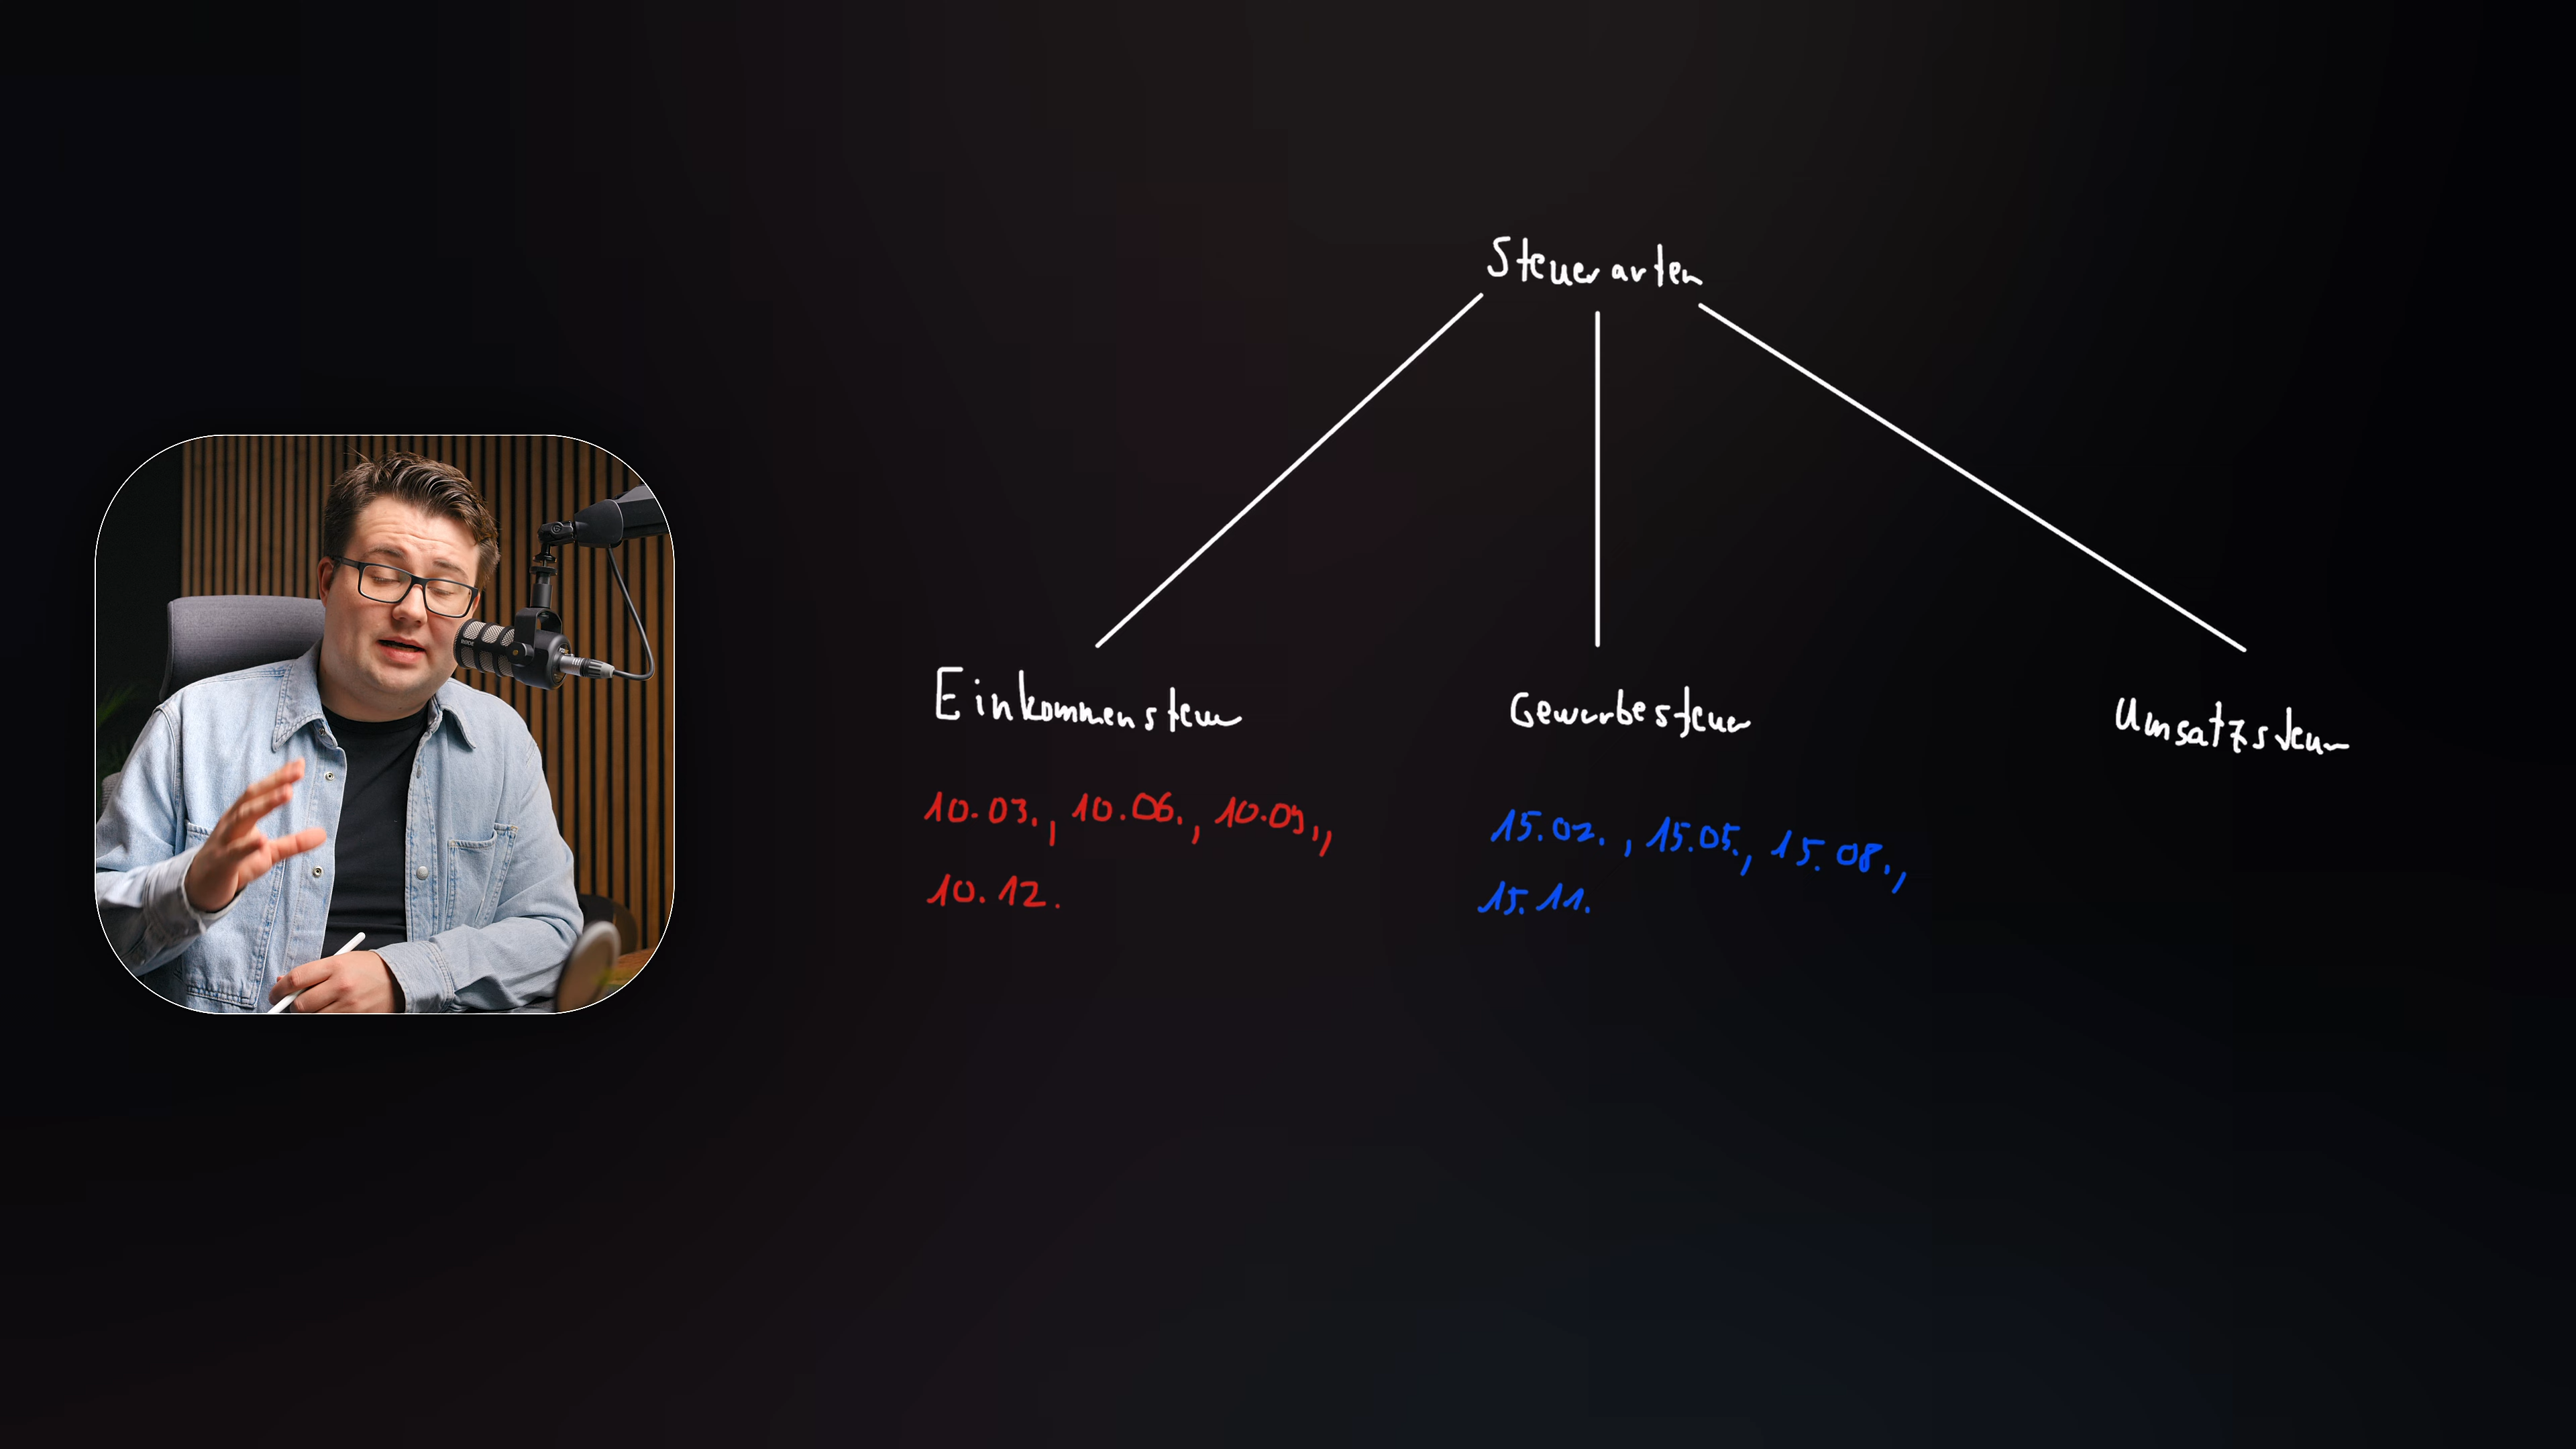 Steuerarten
Einkommensteuer
Gewerbesteuer
Umsatzsteuer
10.03., 10.06., 10.09.,
10.12.
15.02., 15.05., 15.08.,
15.11.